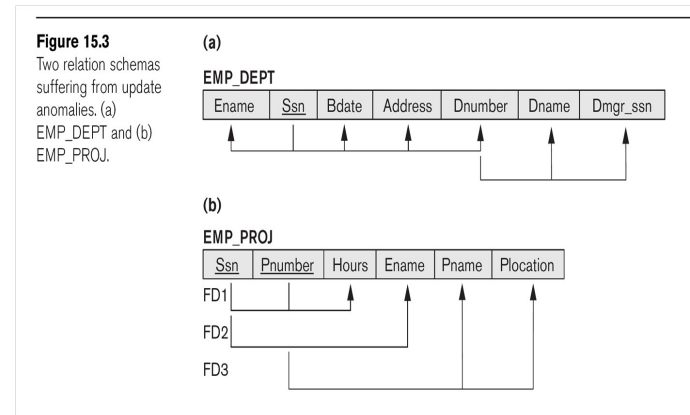 Figure 15.3
Two relation schemas
suffering from update
anomalies. (a)
EMP_DEPT and (b)
EMP_PROJ.
(a)
EMP_DEPT
Ename Ssn Bdate Address Dnumber Dname Dmgr_ssn
(b)
EMP_PROJ
Ssn Pnumber Hours Ename Pname Plocation
FD1
FD2
FD3